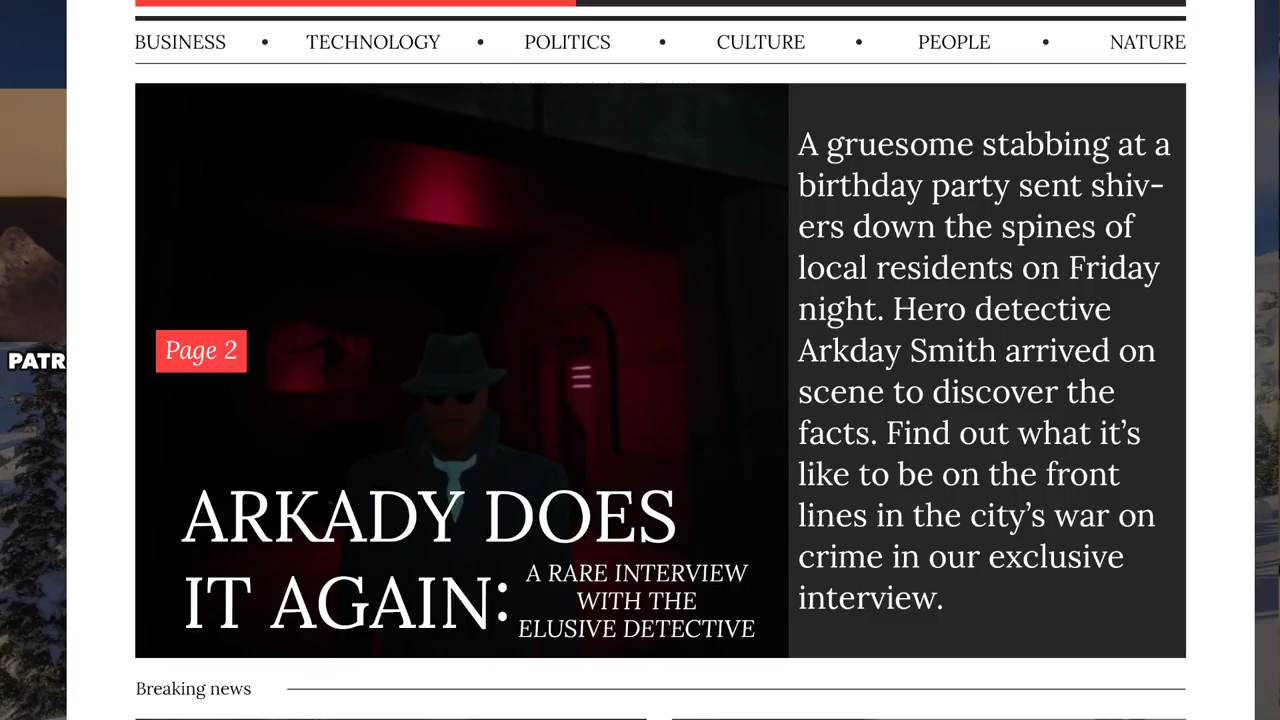 BUSINESS • TECHNOLOGY • POLITICS • CULTURE • PEOPLE • NATURE
A gruesome stabbing at a
birthday party sent shiv-
ers down the spines of
local residents on Friday
night. Hero detective
Arkday Smith arrived on
scene to discover the
facts. Find out what it’s
like to be on the front
lines in the city’s war on
crime in our exclusive
interview.
Page 2
PATR
ARKADY DOES
IT AGAIN:
A RARE INTERVIEW
WITH THE
ELUSIVE DETECTIVE
Breaking news